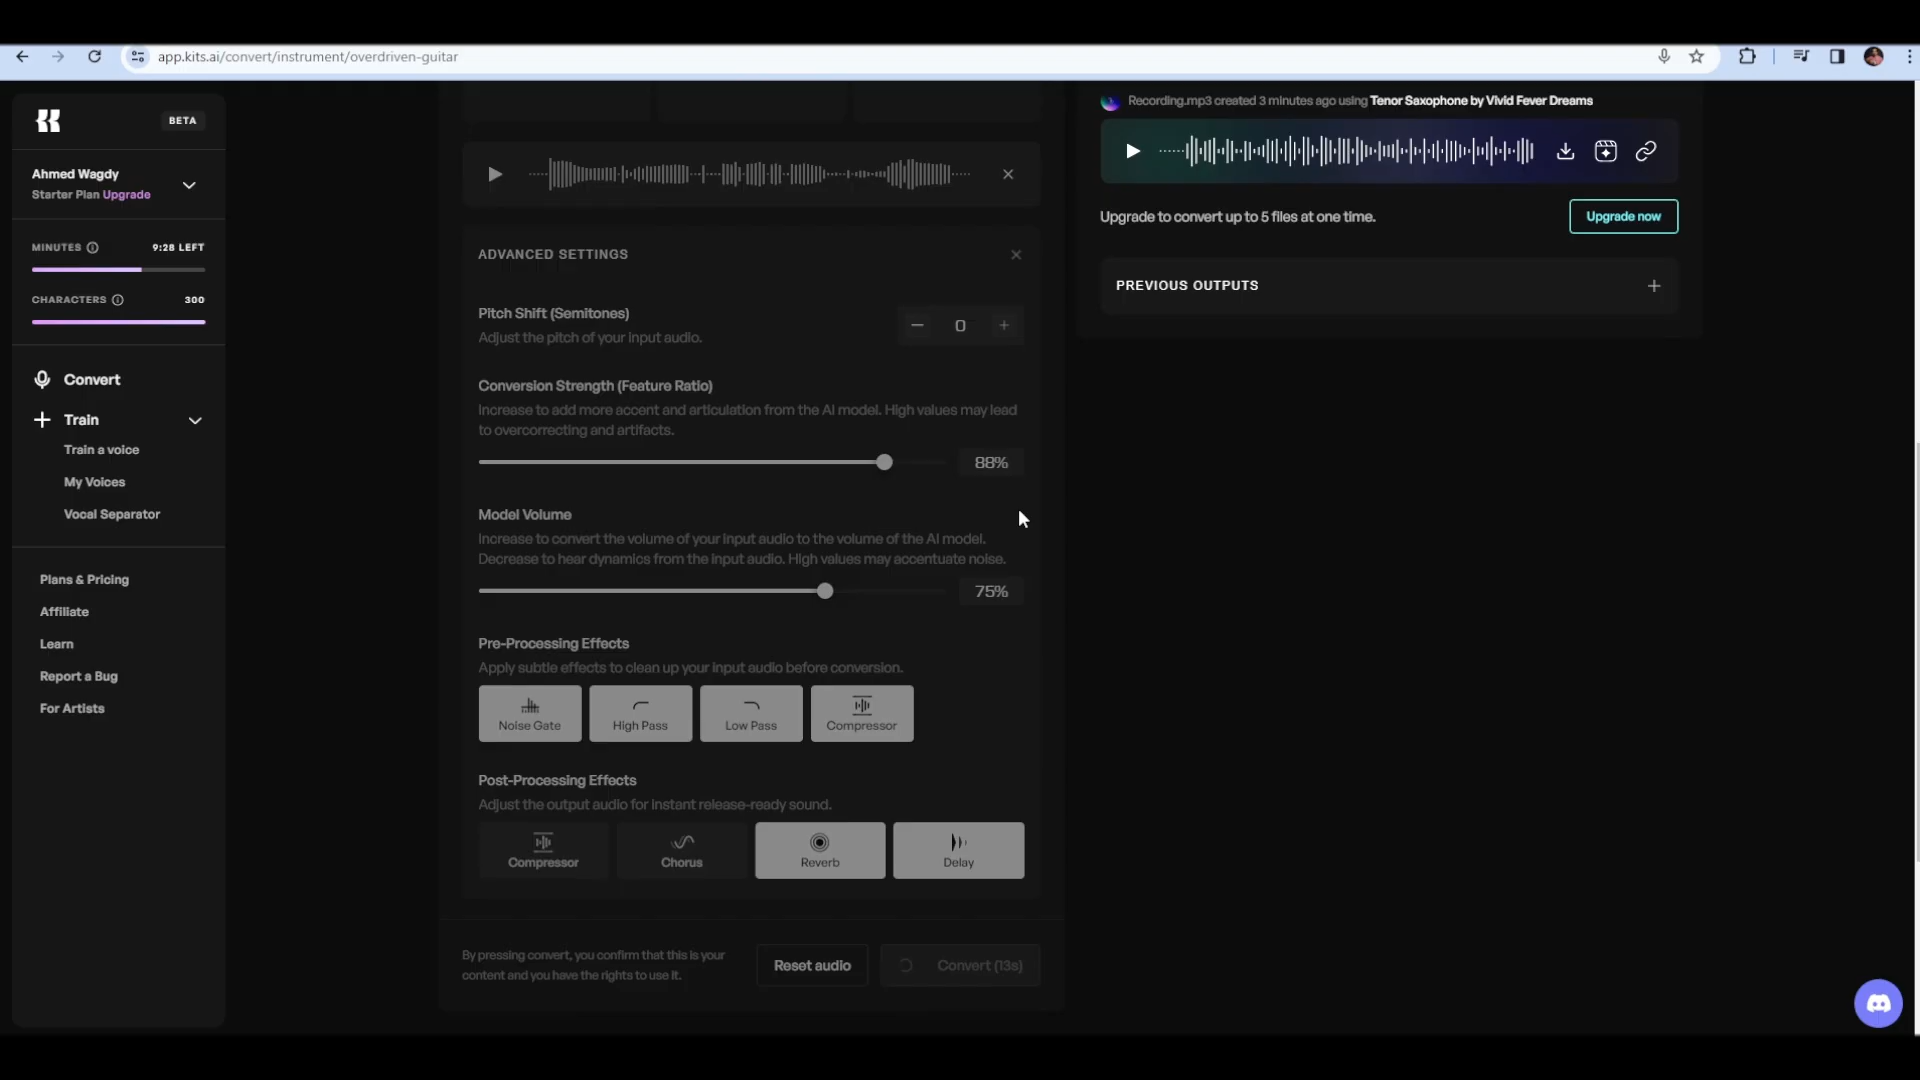 app.kits.ai/convert/instrument/overdriven-guitar
BETA
Ahmed Wagdy
Starter Plan Upgrade
MINUTES 9:28 LEFT
CHARACTERS 300
Convert
Train
Train a voice
My Voices
Vocal Separator
Plans & Pricing
Affiliate
Learn
Report a Bug
For Artists
ADVANCED SETTINGS
Pitch Shift (Semitones)
Adjust the pitch of your input audio.
0
Conversion Strength (Feature Ratio)
Increase to add more accent and articulation from the AI model. High values may lead
to overcorrecting and artifacts.
88%
Model Volume
Increase to convert the volume of your input audio to the volume of the AI model.
Decrease to hear dynamics from the input audio. High values may accentuate noise.
75%
Pre-Processing Effects
Apply subtle effects to clean up your input audio before conversion.
Noise Gate
High Pass
Low Pass
Compressor
Post-Processing Effects
Adjust the output audio for instant release-ready sound.
Compressor
Chorus
Reverb
Delay
By pressing convert, you confirm that this is your
content and you have the rights to use it.
Reset audio
Convert (13s)
Recording.mp3 created 3 minutes ago using Tenor Saxophone by Vivid Fever Dreams
Upgrade to convert up to 5 files at one time.
Upgrade now
PREVIOUS OUTPUTS